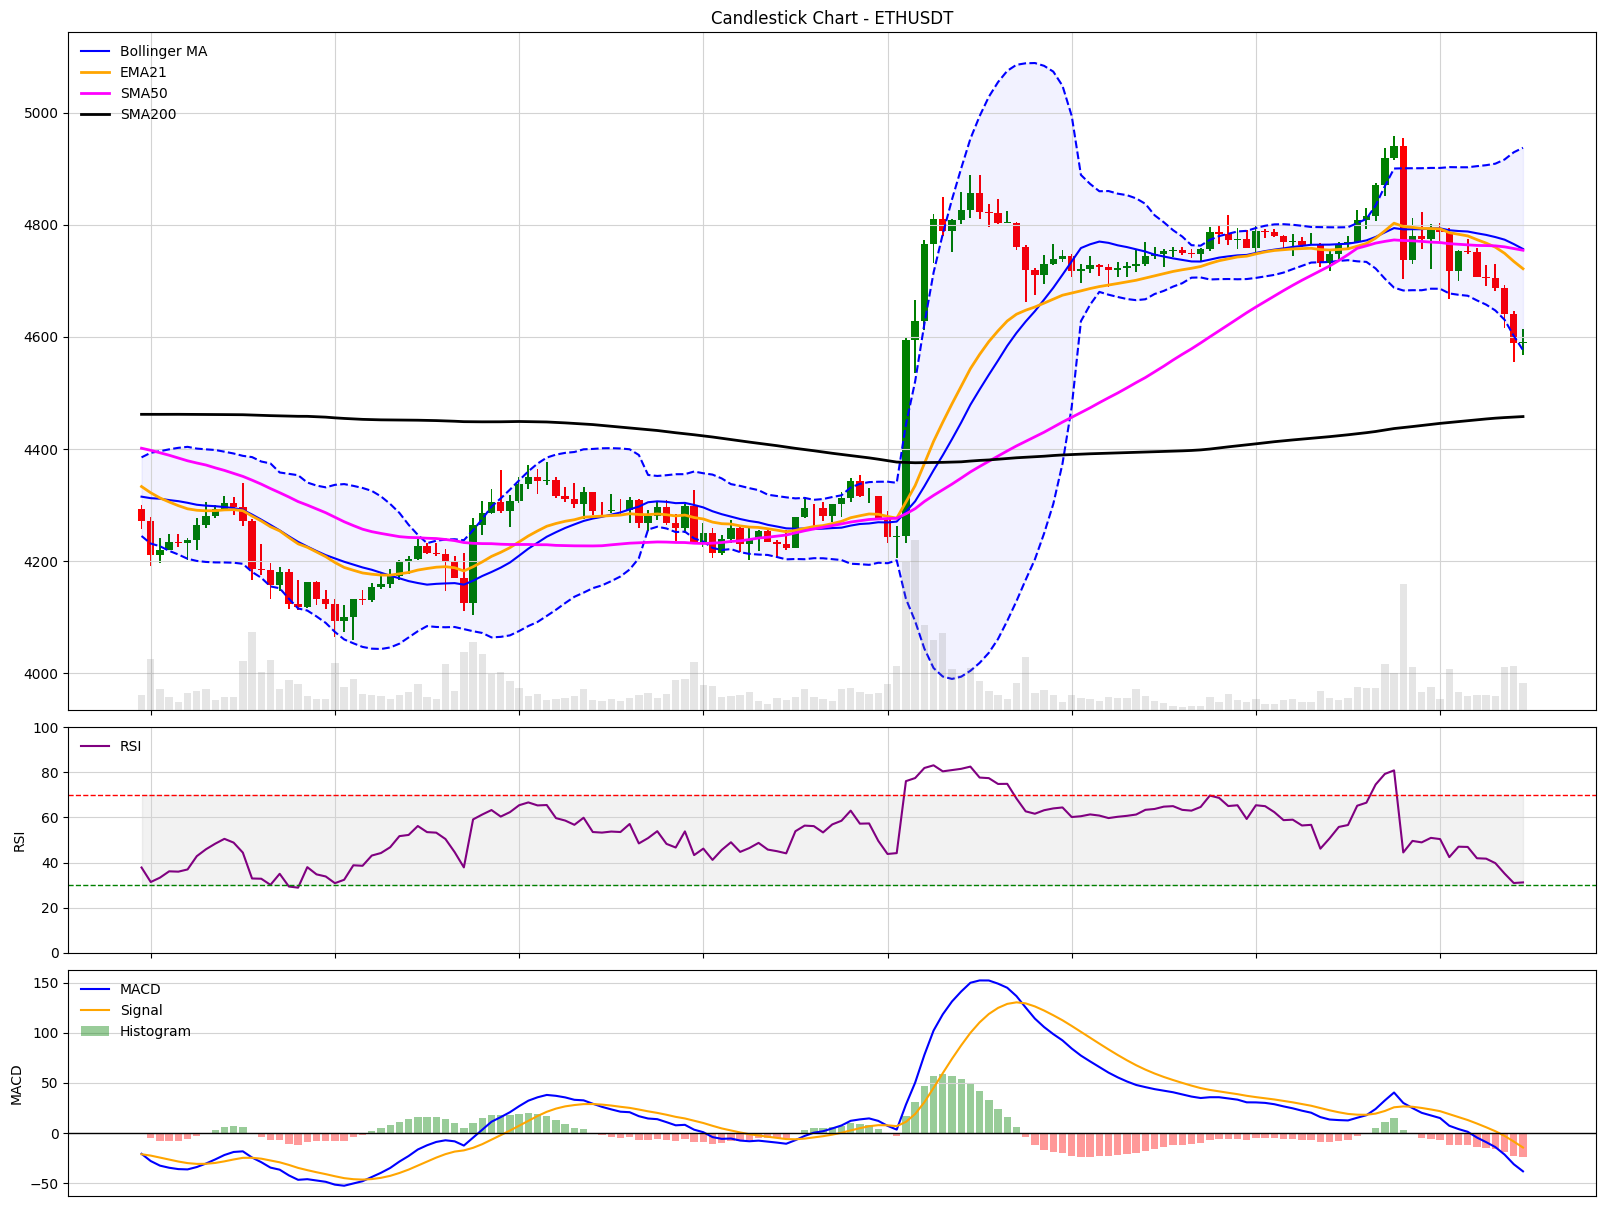 Candlestick Chart - ETHUSDT
Bollinger MA
EMA21
SMA50
SMA200
5000
4800
4600
4400
4200
4000
RSI
100
80
60
40
20
0
RSI
MACD
Signal
Histogram
150
100
50
0
−50
MACD